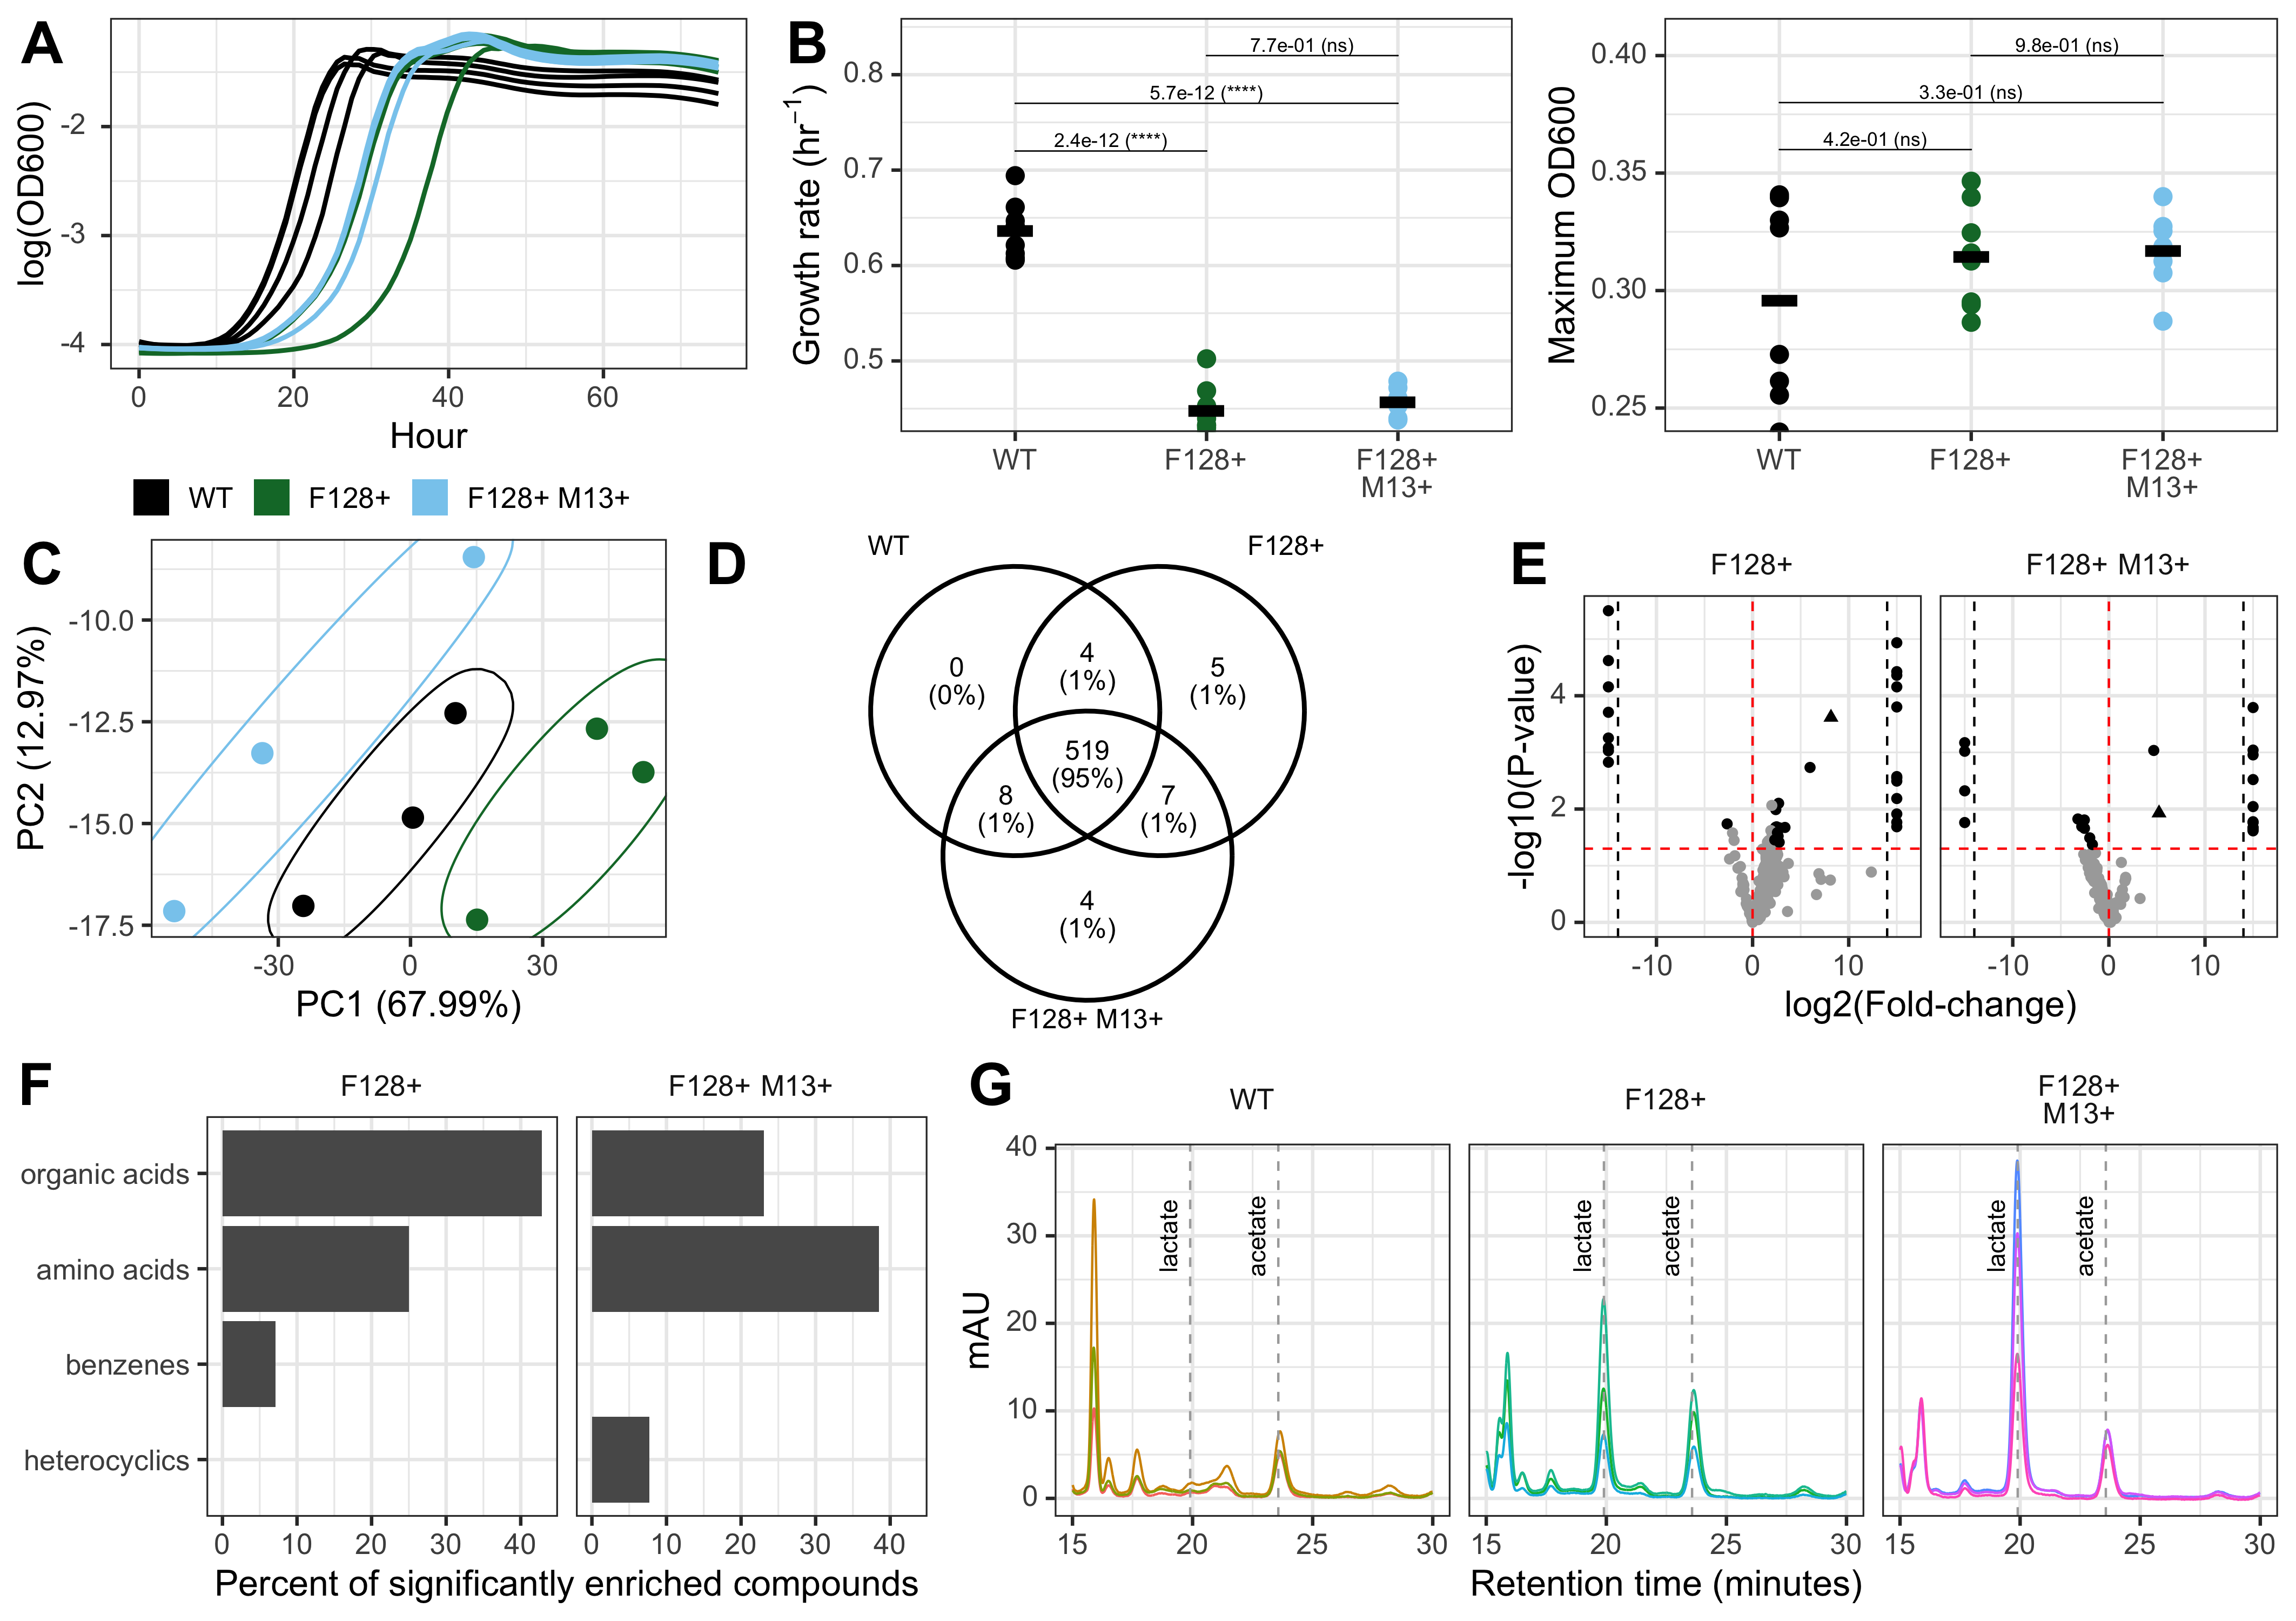 A
log(OD600)
-2
-3
-4
0 20 40 60
Hour
WT F128+ F128+ M13+
B
Growth rate (hr⁻¹)
0.8
0.7
0.6
0.5
7.7e-01 (ns)
5.7e-12 (****)
2.4e-12 (****)
WT F128+ F128+
M13+
Maximum OD600
0.40
0.35
0.30
0.25
9.8e-01 (ns)
3.3e-01 (ns)
4.2e-01 (ns)
WT F128+ F128+
M13+
C
PC2 (12.97%)
-10.0
-12.5
-15.0
-17.5
-30 0 30
PC1 (67.99%)
D
WT F128+
0
(0%)
4
(1%)
5
(1%)
519
(95%)
8
(1%)
7
(1%)
4
(1%)
F128+ M13+
E
F128+ F128+ M13+
-log10(P-value)
4
2
0
-10 0 10 -10 0 10
log2(Fold-change)
F
F128+ F128+ M13+
organic acids
amino acids
benzenes
heterocyclics
0 10 20 30 40 0 10 20 30 40
Percent of significantly enriched compounds
G
WT F128+ F128+
M13+
mAU
40
30
20
10
0
lactate acetate lactate acetate lactate acetate
15 20 25 30 15 20 25 30 15 20 25 30
Retention time (minutes)